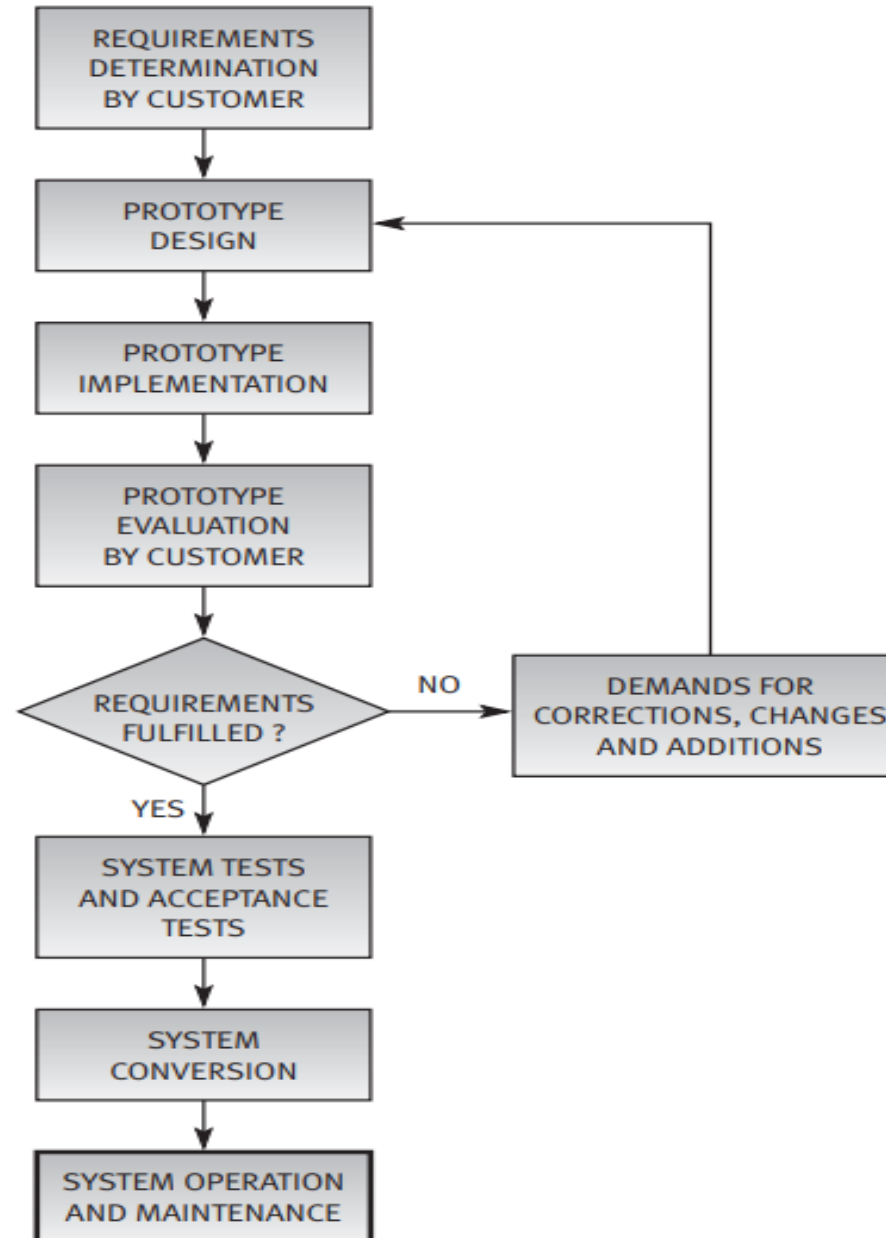 REQUIREMENTS
DETERMINATION
BY CUSTOMER
PROTOTYPE
DESIGN
PROTOTYPE
IMPLEMENTATION
PROTOTYPE
EVALUATION
BY CUSTOMER
REQUIREMENTS
FULFILLED ?
NO
DEMANDS FOR
CORRECTIONS, CHANGES
AND ADDITIONS
YES
SYSTEM TESTS
AND ACCEPTANCE
TESTS
SYSTEM
CONVERSION
SYSTEM OPERATION
AND MAINTENANCE